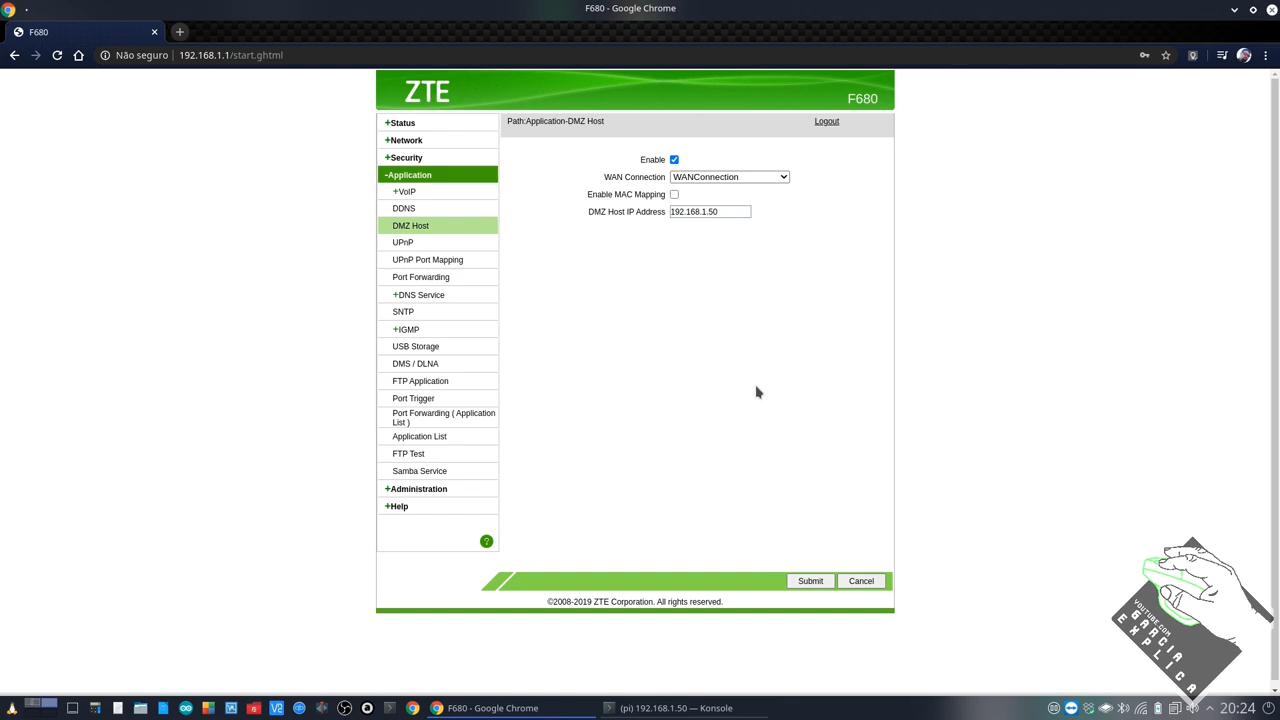 F680 - Google Chrome
F680
Não seguro
192.168.1.1/start.ghtml
ZTE
F680
+Status
+Network
+Security
-Application
+VoIP
DDNS
DMZ Host
UPnP
UPnP Port Mapping
Port Forwarding
+DNS Service
SNTP
+IGMP
USB Storage
DMS / DLNA
FTP Application
Port Trigger
Port Forwarding ( Application
List )
Application List
FTP Test
Samba Service
+Administration
+Help
?
Path:Application-DMZ Host
Logout
Enable
WAN Connection
WANConnection
Enable MAC Mapping
DMZ Host IP Address
192.168.1.50
Submit
Cancel
©2008-2019 ZTE Corporation. All rights reserved.
YOUTUBE.COM
GARCIA
EXPLICA
F680 - Google Chrome
(pi) 192.168.1.50 — Konsole
20:24